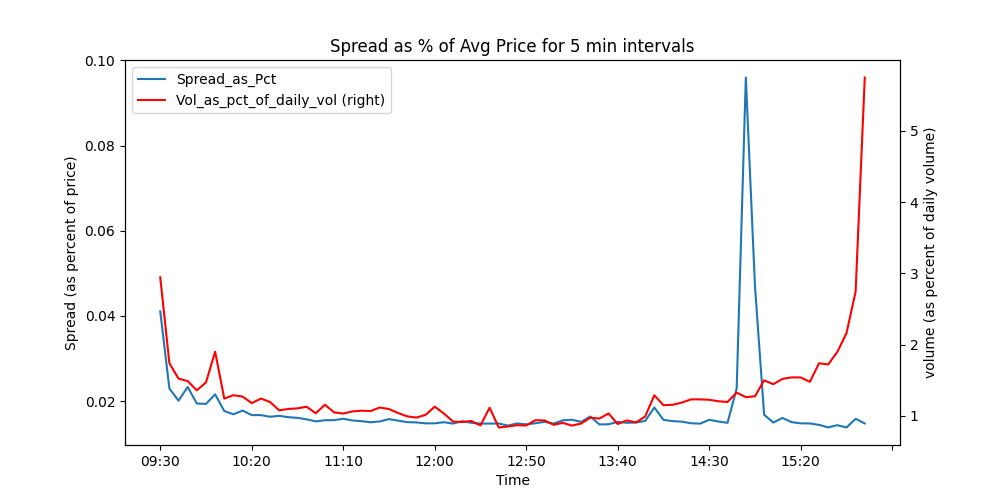 Spread as % of Avg Price for 5 min intervals
Spread_as_Pct
Vol_as_pct_of_daily_vol (right)
Spread (as percent of price)
0.10
0.08
0.06
0.04
0.02
volume (as percent of daily volume)
5
4
3
2
1
09:30 10:20 11:10 12:00 12:50 13:40 14:30 15:20
Time